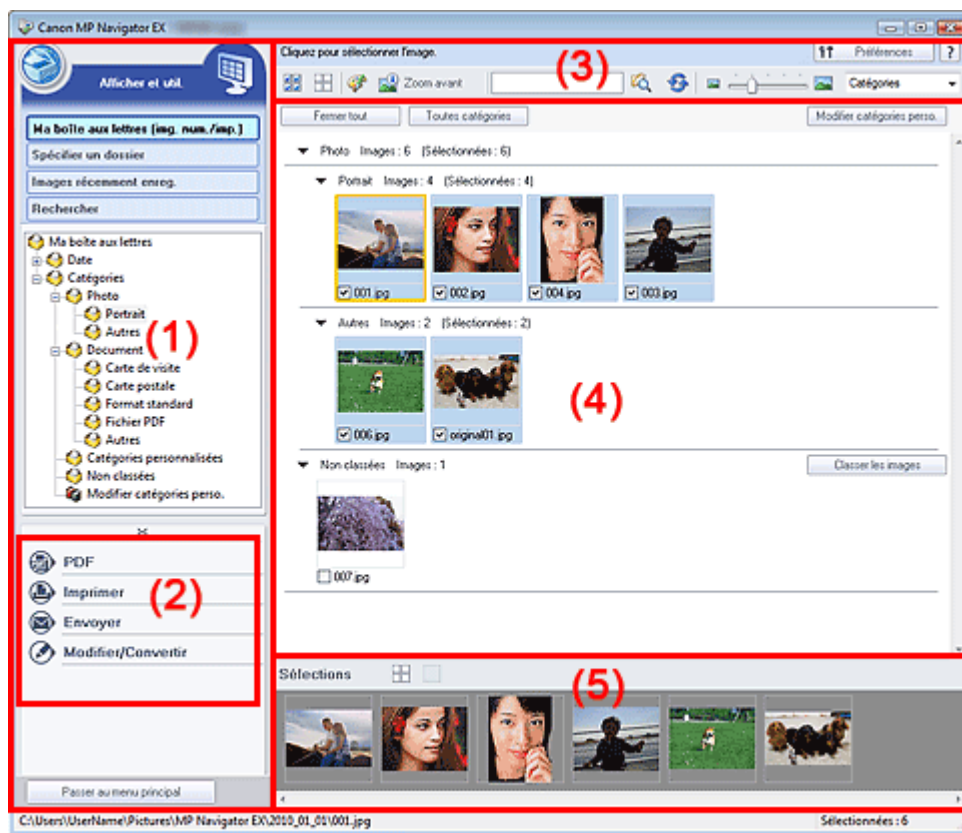 Canon MP Navigator EX
Cliquez pour sélectionner l'image.
Préférences
?
(3)
Afficher et util.
Zoom avant
Catégories
Ma boîte aux lettres (img. num./imp.)
Spécifier un dossier
Images récemment enreg.
Rechercher
Fermer tout
Toutes catégories
Modifier catégories perso.
Photo Images : 6 (Sélectionnées : 6)
Portrait Images : 4 (Sélectionnées : 4)
001.jpg
002.jpg
004.jpg
003.jpg
Autres Images : 2 (Sélectionnées : 2)
006.jpg
original01.jpg
(4)
Non classées Images : 1
Classer les images
007.jpg
Ma boîte aux lettres
Date
Catégories
Photo
Portrait
Autres
(1)
Document
Carte de visite
Carte postale
Format standard
Fichier PDF
Autres
Catégories personnalisées
Non classées
Modifier catégories perso.
PDF
Imprimer
(2)
Envoyer
Modifier/Convertir
Sélections
(5)
Passer au menu principal
C:\Users\UserName\Pictures\MP Navigator EX\2010_01_01\001.jpg
Sélectionnées : 6